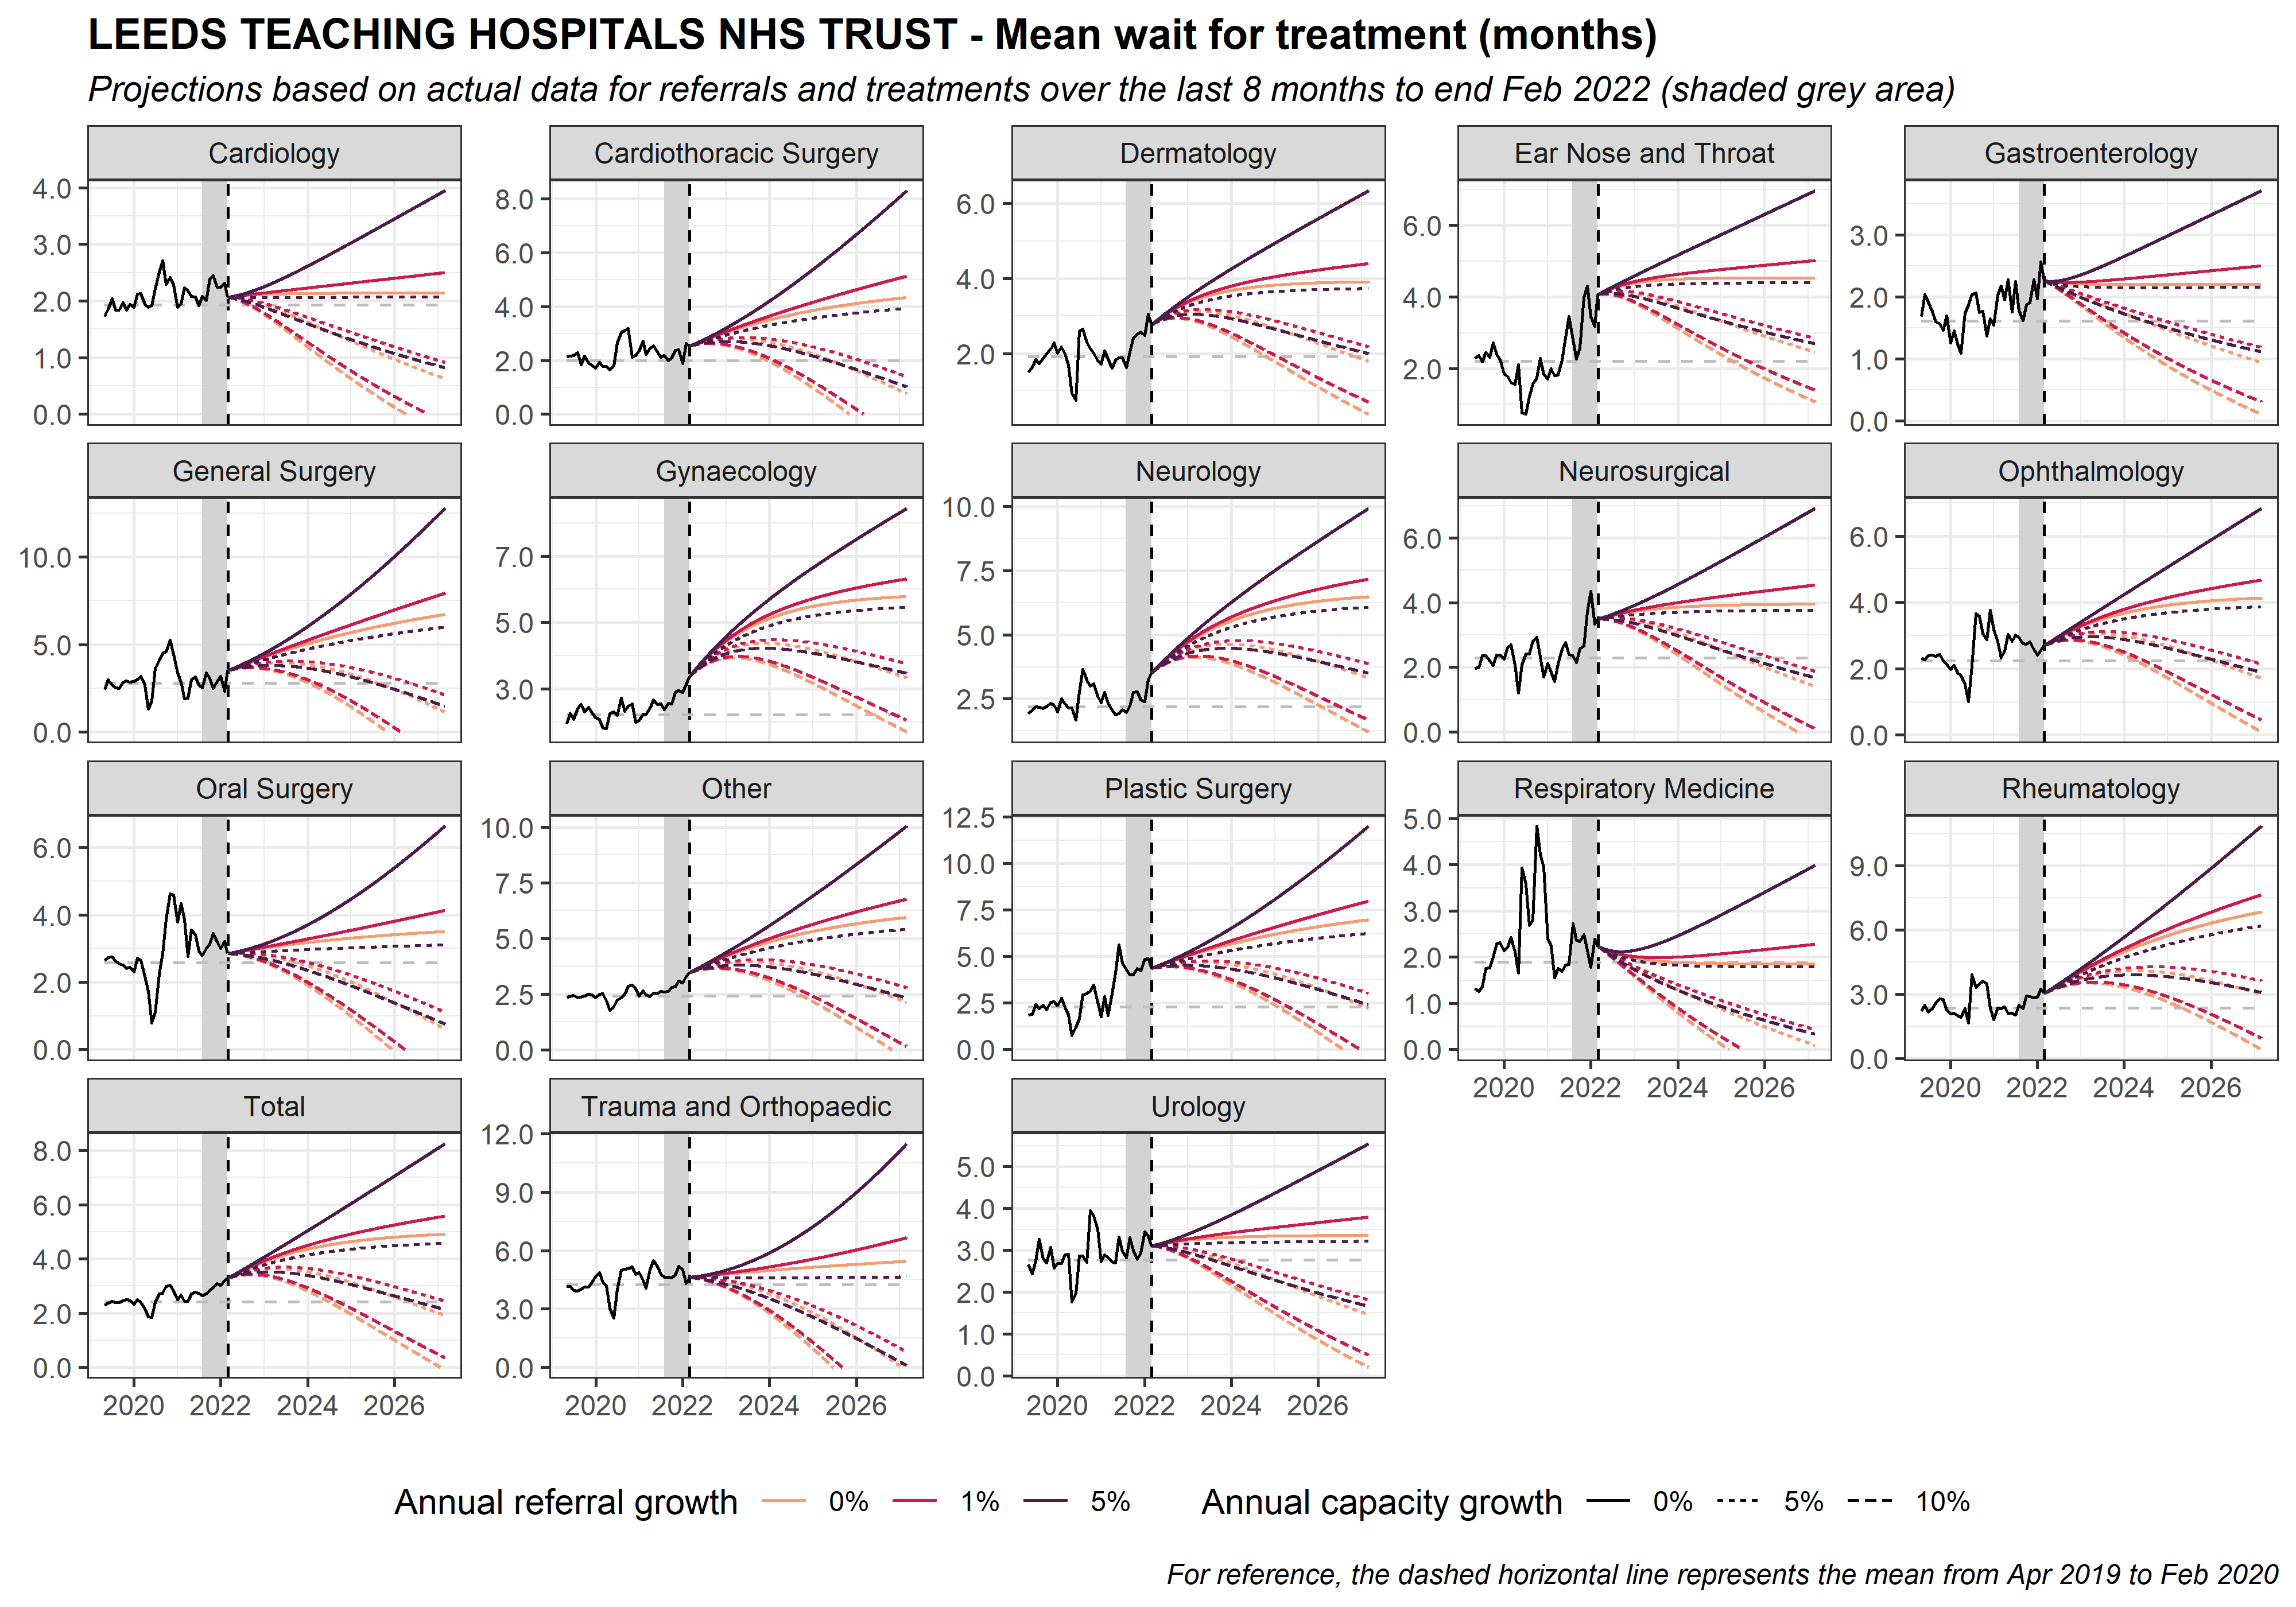 LEEDS TEACHING HOSPITALS NHS TRUST - Mean wait for treatment (months)
Projections based on actual data for referrals and treatments over the last 8 months to end Feb 2022 (shaded grey area)
Cardiology
4.0
3.0
2.0
1.0
0.0
Cardiothoracic Surgery
8.0
6.0
4.0
2.0
0.0
Dermatology
6.0
4.0
2.0
Ear Nose and Throat
6.0
4.0
2.0
Gastroenterology
3.0
2.0
1.0
0.0
General Surgery
10.0
5.0
0.0
Gynaecology
7.0
5.0
3.0
Neurology
10.0
7.5
5.0
2.5
Neurosurgical
6.0
4.0
2.0
0.0
Ophthalmology
6.0
4.0
2.0
0.0
Oral Surgery
6.0
4.0
2.0
0.0
Other
10.0
7.5
5.0
2.5
0.0
Plastic Surgery
12.5
10.0
7.5
5.0
2.5
0.0
Respiratory Medicine
5.0
4.0
3.0
2.0
1.0
0.0
2020 2022 2024 2026
Rheumatology
9.0
6.0
3.0
0.0
2020 2022 2024 2026
Total
8.0
6.0
4.0
2.0
0.0
2020 2022 2024 2026
Trauma and Orthopaedic
12.0
9.0
6.0
3.0
0.0
2020 2022 2024 2026
Urology
5.0
4.0
3.0
2.0
1.0
0.0
2020 2022 2024 2026
Annual referral growth 0% 1% 5% Annual capacity growth 0% 5% 10%
For reference, the dashed horizontal line represents the mean from Apr 2019 to Feb 2020